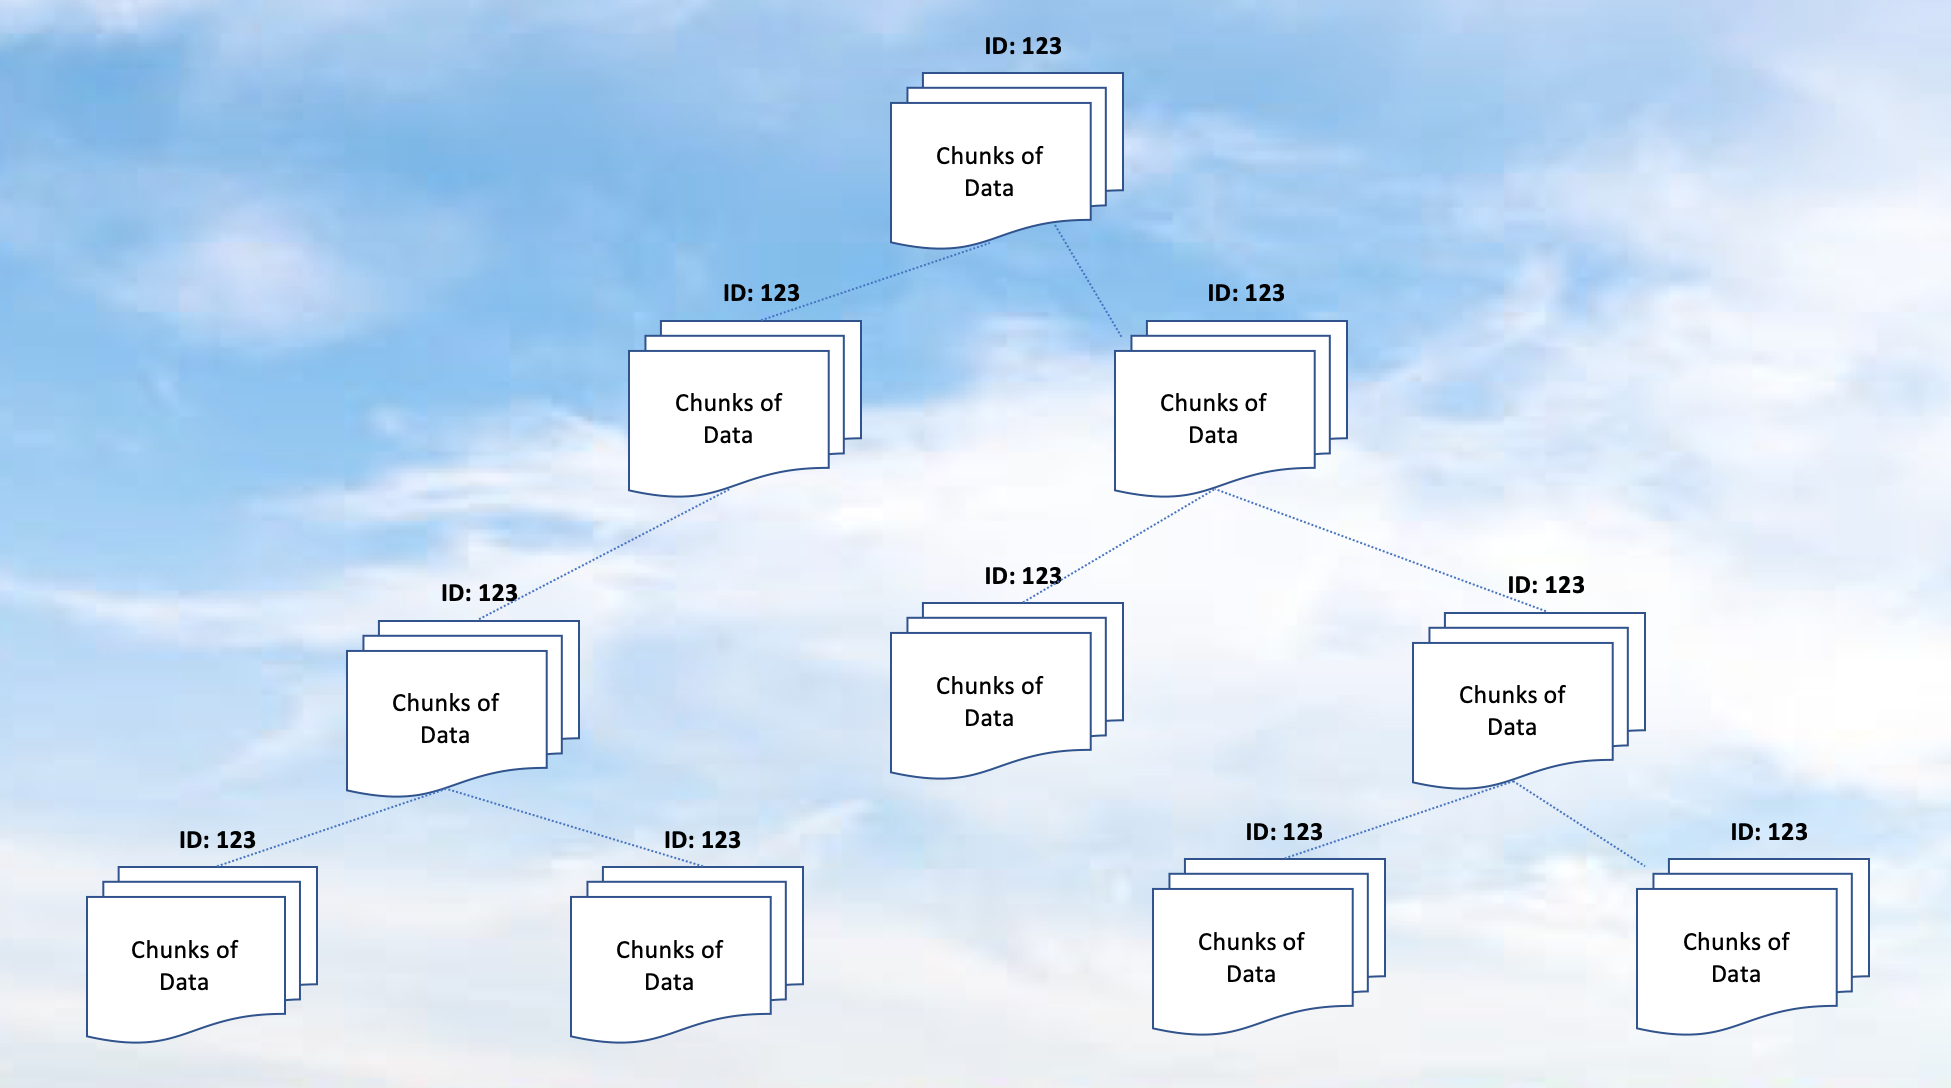 ID: 123
Chunks of
Data
ID: 123
ID: 123
Chunks of
Data
Chunks of
Data
ID: 123
ID: 123
ID: 123
Chunks of
Data
Chunks of
Data
Chunks of
Data
ID: 123
ID: 123
ID: 123
ID: 123
Chunks of
Data
Chunks of
Data
Chunks of
Data
Chunks of
Data